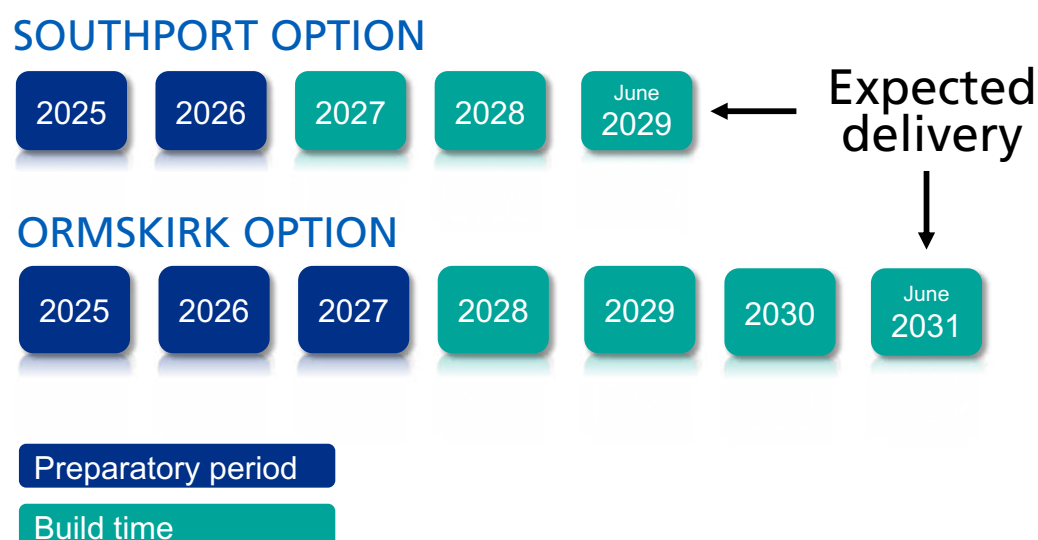 SOUTHPORT OPTION
2025
2026
2027
2028
June
2029
Expected
delivery
ORMSKIRK OPTION
2025
2026
2027
2028
2029
2030
June
2031
Preparatory period
Build time